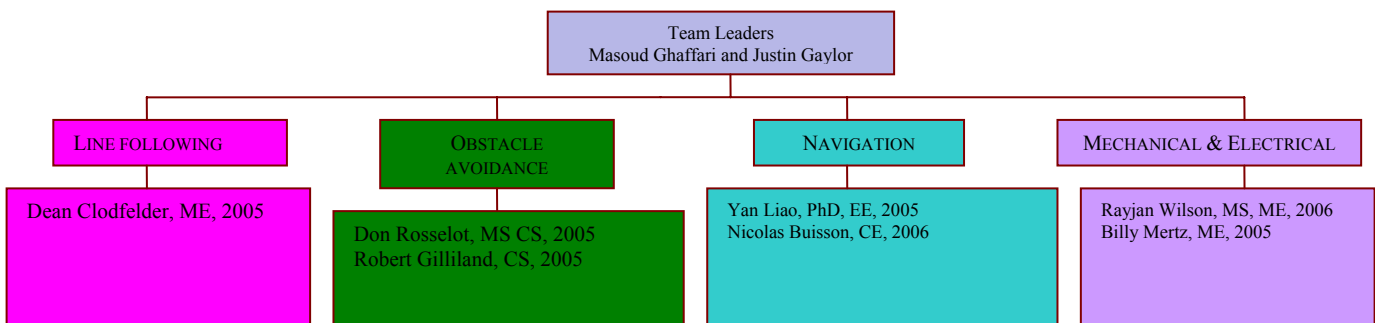 Team Leaders
Masoud Ghaffari and Justin Gaylor
LINE FOLLOWING
Dean Clodfelder, ME, 2005
OBSTACLE
AVOIDANCE
Don Rosselot, MS CS, 2005
Robert Gilliland, CS, 2005
NAVIGATION
Yan Liao, PhD, EE, 2005
Nicolas Buisson, CE, 2006
MECHANICAL & ELECTRICAL
Rayjan Wilson, MS, ME, 2006
Billy Mertz, ME, 2005